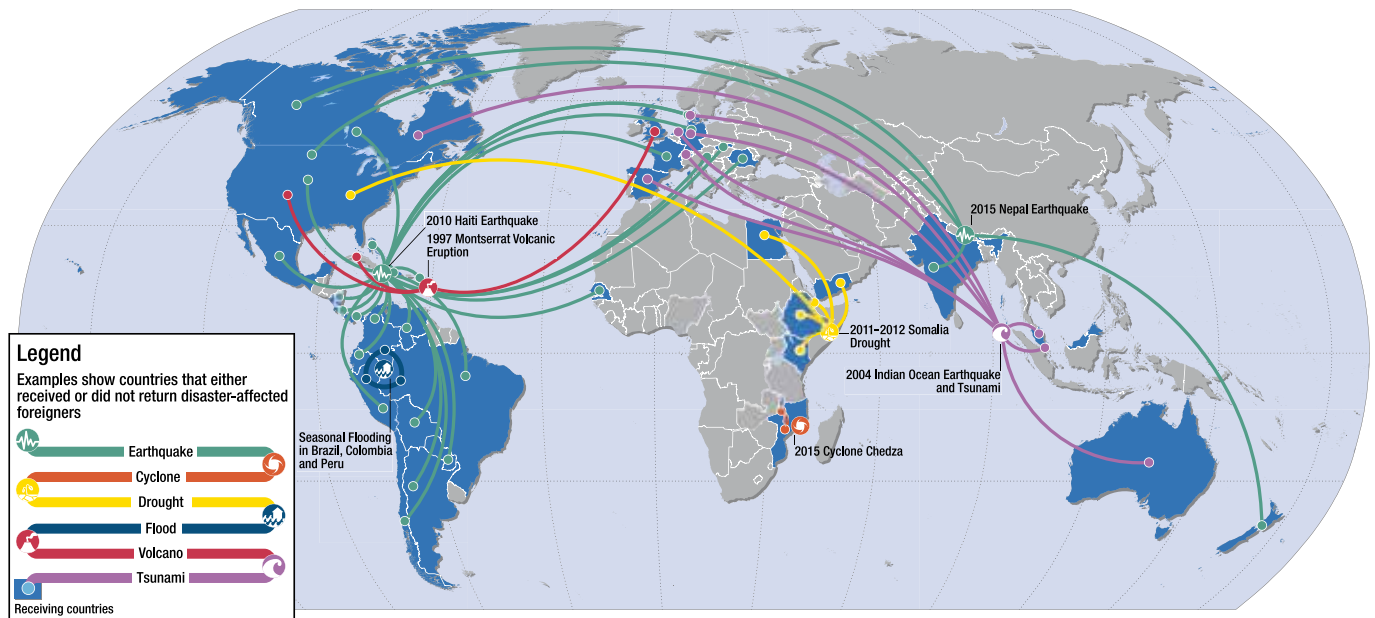 2010 Haiti Earthquake
1997 Montserrat Volcanic
Eruption
2015 Nepal Earthquake
2011–2012 Somalia
Drought
2004 Indian Ocean Earthquake
and Tsunami
2015 Cyclone Chedza
Seasonal Flooding
in Brazil, Colombia
and Peru
Legend
Examples show countries that either
received or did not return disaster-affected
foreigners
Earthquake
Cyclone
Drought
Flood
Volcano
Tsunami
Receiving countries